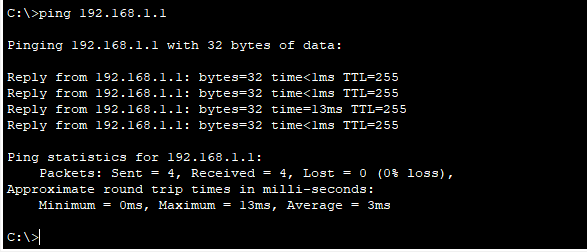 C:\>ping 192.168.1.1
Pinging 192.168.1.1 with 32 bytes of data:
Reply from 192.168.1.1: bytes=32 time<1ms TTL=255
Reply from 192.168.1.1: bytes=32 time<1ms TTL=255
Reply from 192.168.1.1: bytes=32 time=13ms TTL=255
Reply from 192.168.1.1: bytes=32 time<1ms TTL=255
Ping statistics for 192.168.1.1:
    Packets: Sent = 4, Received = 4, Lost = 0 (0% loss),
Approximate round trip times in milli-seconds:
    Minimum = 0ms, Maximum = 13ms, Average = 3ms
C:\>